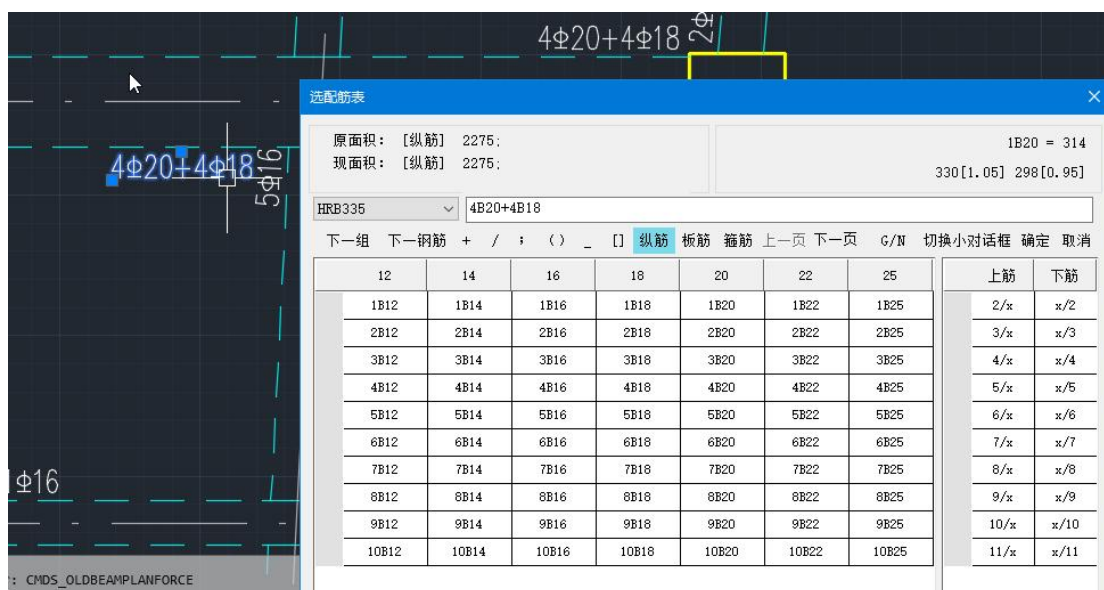 4Φ20+4Φ18
2Φ
4Φ20+4Φ18
5Φ16
1Φ16
: CMDS_OLDBEAMPLANFORCE
选配筋表
原面积: [纵筋] 2275;
现面积: [纵筋] 2275;
1B20 = 314
330[1.05] 298[0.95]
HRB335 4B20+4B18
下一组 下一钢筋 + / ; () _ [] 纵筋 板筋 箍筋 上一页 下一页 G/N 切换小对话框 确定 取消
12 14 16 18 20 22 25 上筋 下筋
1B12 1B14 1B16 1B18 1B20 1B22 1B25 2/x x/2
2B12 2B14 2B16 2B18 2B20 2B22 2B25 3/x x/3
3B12 3B14 3B16 3B18 3B20 3B22 3B25 4/x x/4
4B12 4B14 4B16 4B18 4B20 4B22 4B25 5/x x/5
5B12 5B14 5B16 5B18 5B20 5B22 5B25 6/x x/6
6B12 6B14 6B16 6B18 6B20 6B22 6B25 7/x x/7
7B12 7B14 7B16 7B18 7B20 7B22 7B25 8/x x/8
8B12 8B14 8B16 8B18 8B20 8B22 8B25 9/x x/9
9B12 9B14 9B16 9B18 9B20 9B22 9B25 10/x x/10
10B12 10B14 10B16 10B18 10B20 10B22 10B25 11/x x/11